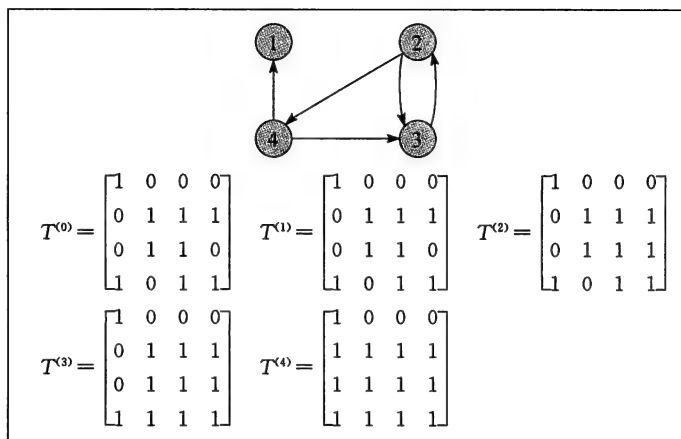 1 2
4 3
1 0 0 0 1 0 0 0 1 0 0 0
0 1 1 1 0 1 1 1 0 1 1 1
T(0)= T(1)= T(2)=
0 1 1 0 0 1 1 0 0 1 1 1
1 0 1 1 1 0 1 1 1 0 1 1
1 0 0 0 1 0 0 0
0 1 1 1 1 1 1 1
T(3)= T(4)=
0 1 1 1 1 1 1 1
1 1 1 1 1 1 1 1